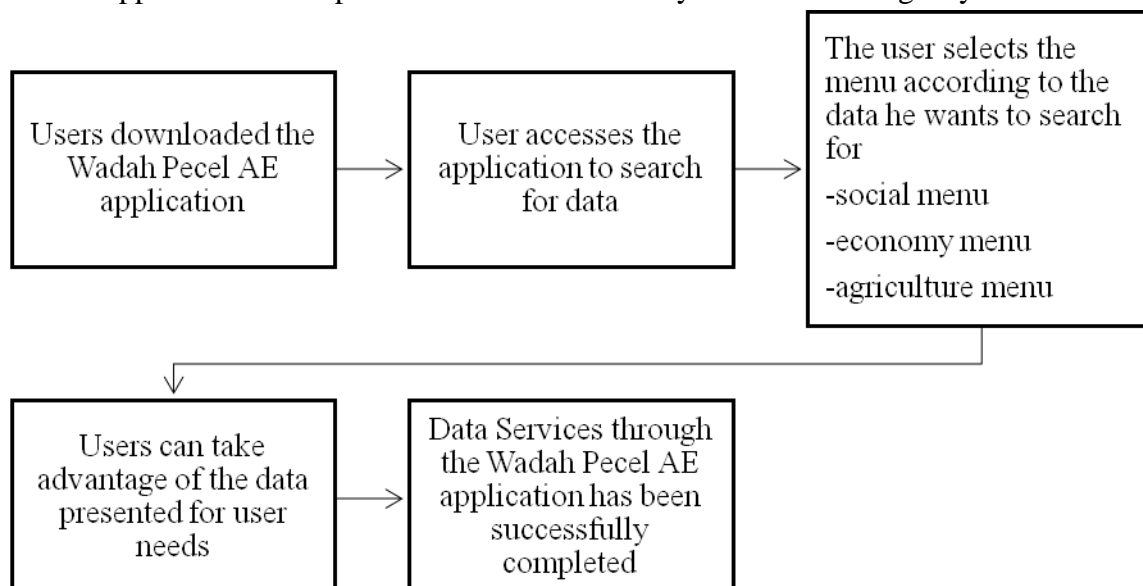 Users downloaded the
Wadah Pecel AE
application
User accesses the
application to search
for data
The user selects the
menu according to the
data he wants to search
for
-social menu
-economy menu
-agriculture menu
Users can take
advantage of the data
presented for user
needs
Data Services through
the Wadah Pecel AE
application has been
successfully
completed